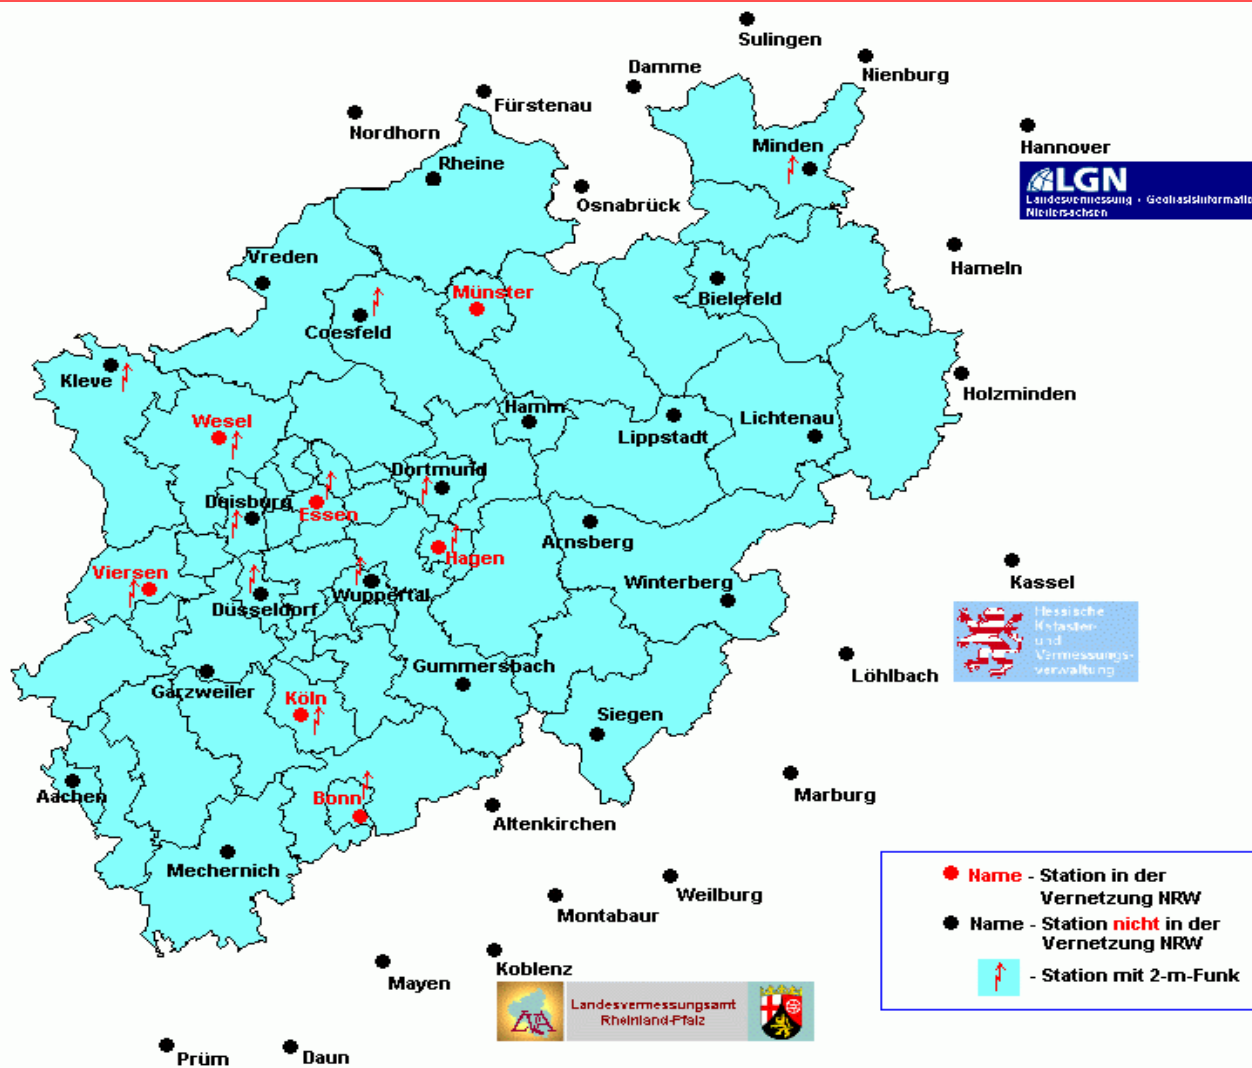 Sulingen
Nienburg
Damme
Fürstenau
Nordhorn
Hannover
Minden
Rheine
LGN
Landesvermessung + Geobasisinformatio
Niedersachsen
Osnabrück
Hameln
Vreden
Münster
Bielefeld
Coesfeld
Kleve
Holzminden
Wesel
Hamm
Lippstadt
Lichtenau
Dortmund
Duisburg
Essen
Arnsberg
Hagen
Viersen
Kassel
Winterberg
Wuppertal
Düsseldorf
Hessische
Kataster-
und
Vermessungs-
verwaltung
Gummersbach
Löhlbach
Garzweiler
Köln
Siegen
Aachen
Bonn
Marburg
Altenkirchen
Mechernich
Weilburg
Montabaur
Name - Station in der
Vernetzung NRW
Name - Station nicht in der
Vernetzung NRW
- Station mit 2-m-Funk
Koblenz
Mayen
Landesvermessungsamt
Rheinland-Pfalz
Prüm
Daun